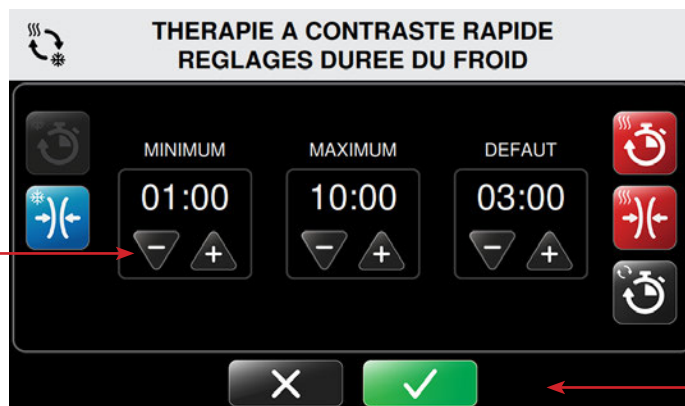 THERAPIE A CONTRASTE RAPIDE
REGLAGES DUREE DU FROID
MINIMUM MAXIMUM DEFAUT
01:00 10:00 03:00